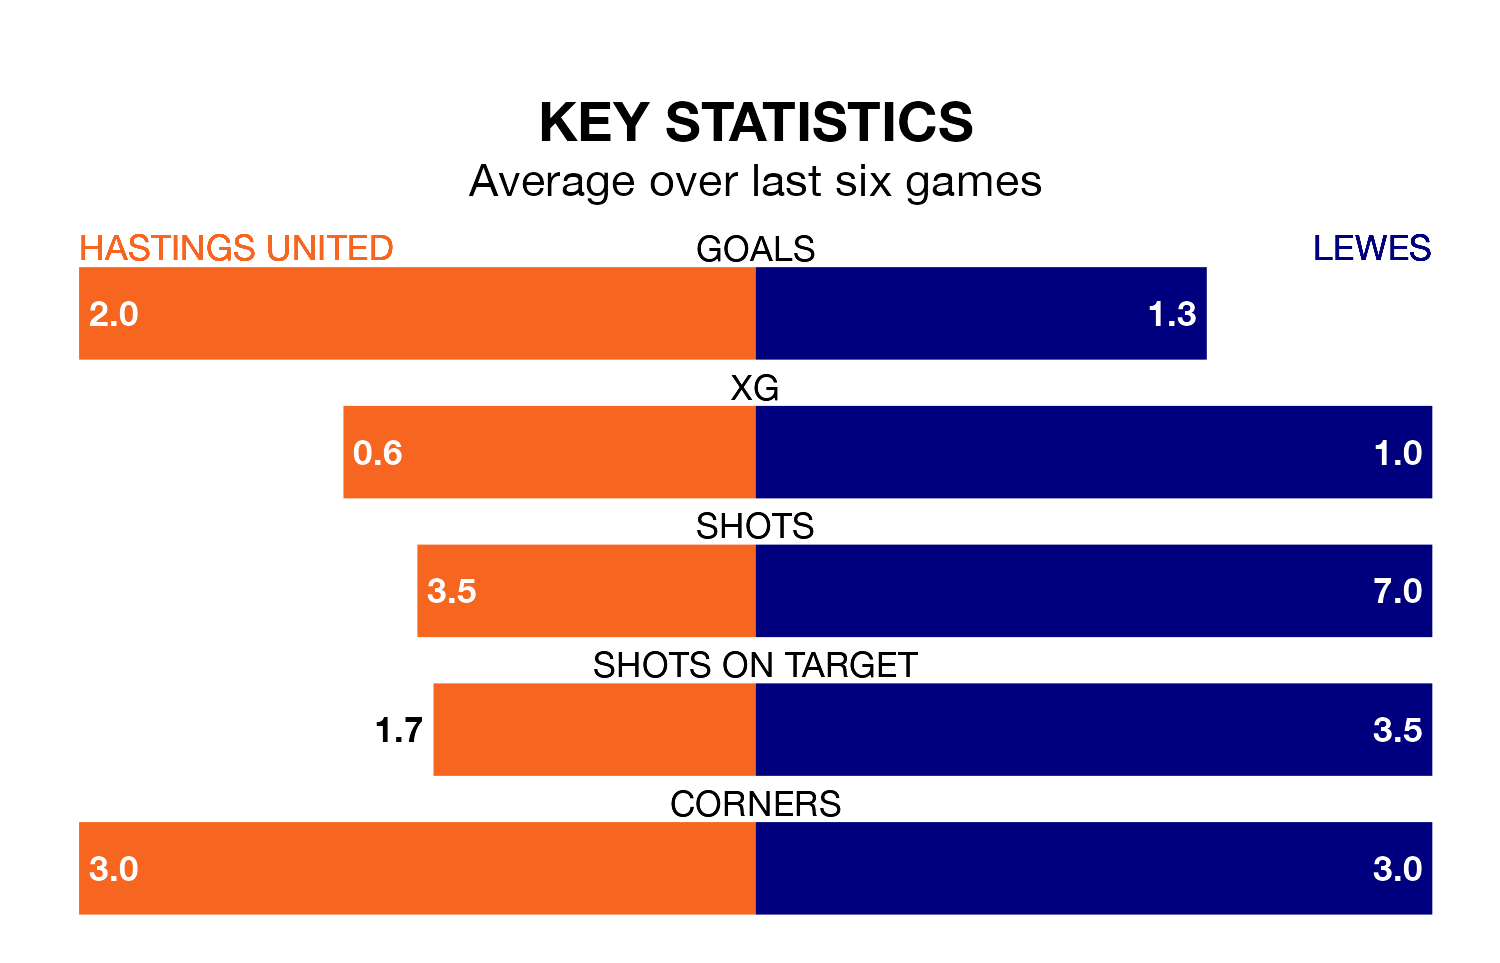 KEY STATISTICS
Average over last six games
HASTINGS UNITED GOALS LEWES
2.0 1.3
XG
0.6 1.0
SHOTS
3.5 7.0
SHOTS ON TARGET
1.7 3.5
CORNERS
3.0 3.0